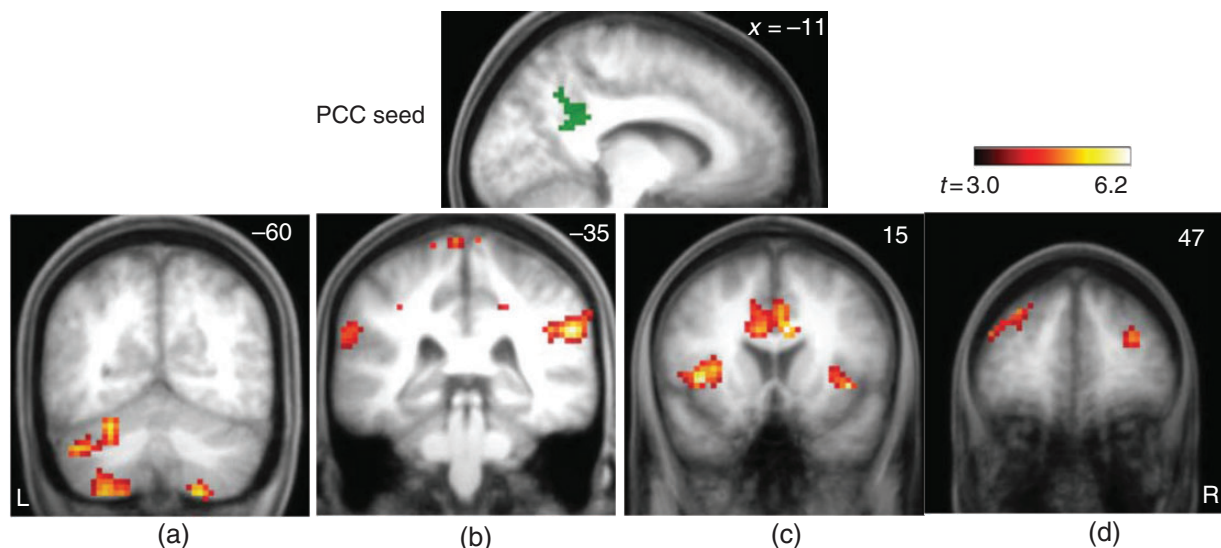 x = –11
PCC seed
t = 3.0 6.2
–60
–35
15
47
L
R
(a)
(b)
(c)
(d)